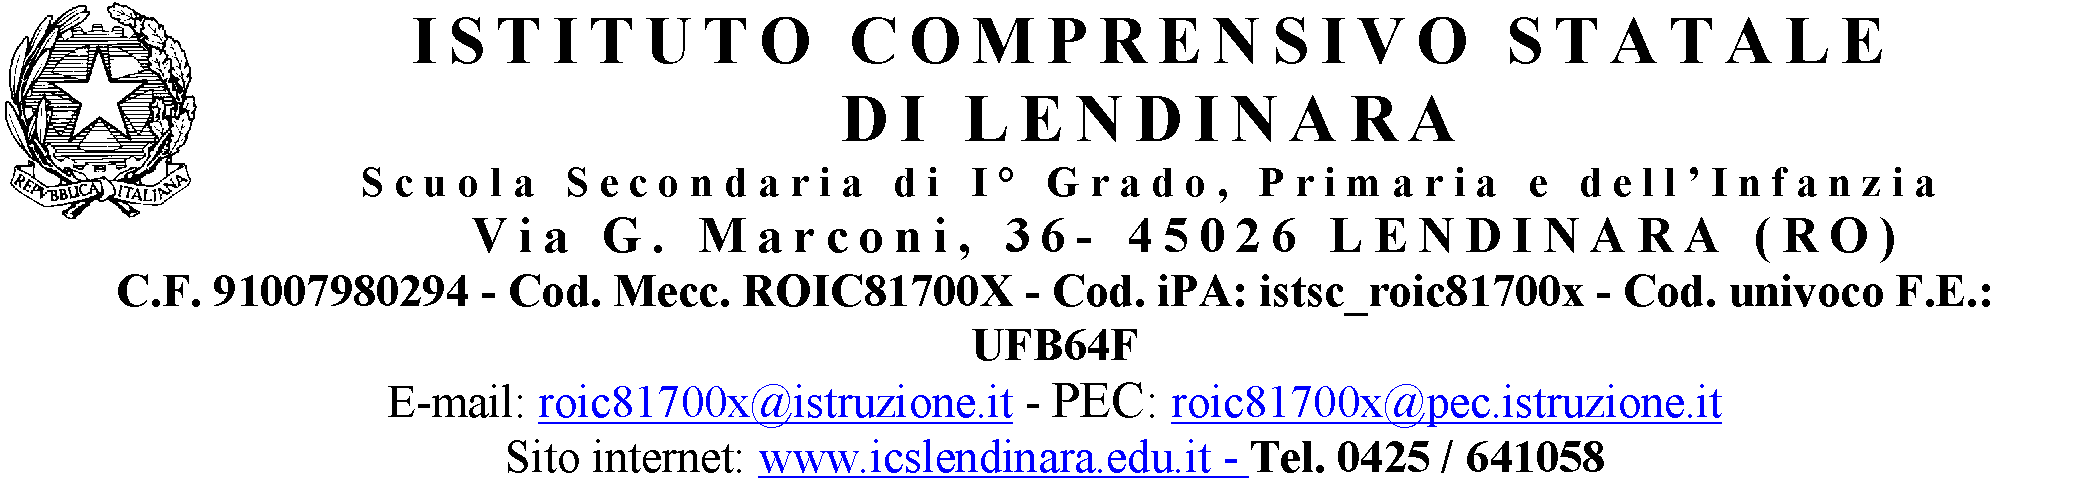 ISTITUTO COMPRENSIVO STATALE
DI LENDINARA
Scuola Secondaria di I° Grado, Primaria e dell’Infanzia
Via G. Marconi, 36- 45026 LENDINARA (RO)
C.F. 91007980294 - Cod. Mecc. ROIC81700X - Cod. iPA: istsc_roic81700x - Cod. univoco F.E.:
UFB64F
E-mail: roic81700x@istruzione.it - PEC: roic81700x@pec.istruzione.it
Sito internet: www.icslendinara.edu.it - Tel. 0425 / 641058
REPVBBLICA ITALIANA